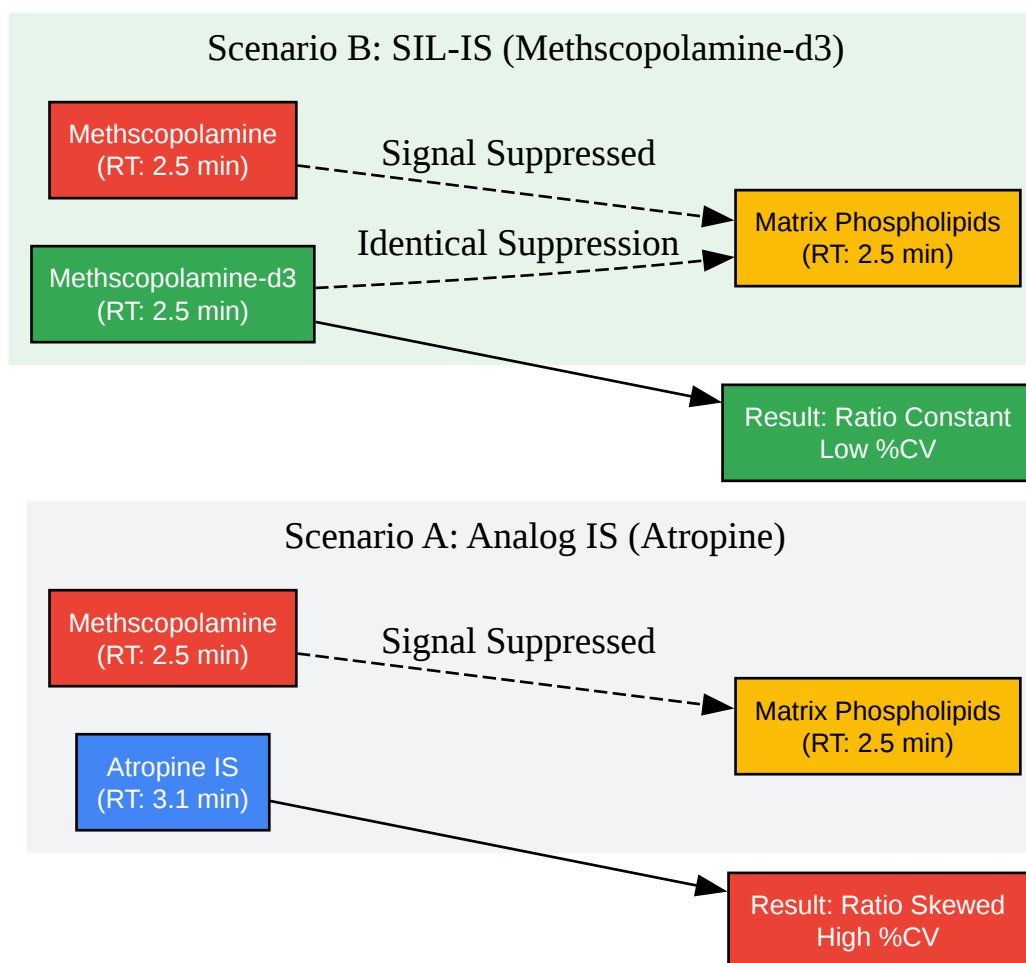 Scenario B: SIL-IS (Methscopolamine-d3)
Methscopolamine
(RT: 2.5 min)
Signal Suppressed
Matrix Phospholipids
(RT: 2.5 min)
Identical Suppression
Methscopolamine-d3
(RT: 2.5 min)
Result: Ratio Constant
Low %CV
Scenario A: Analog IS (Atropine)
Methscopolamine
(RT: 2.5 min)
Signal Suppressed
Matrix Phospholipids
(RT: 2.5 min)
Atropine IS
(RT: 3.1 min)
Result: Ratio Skewed
High %CV